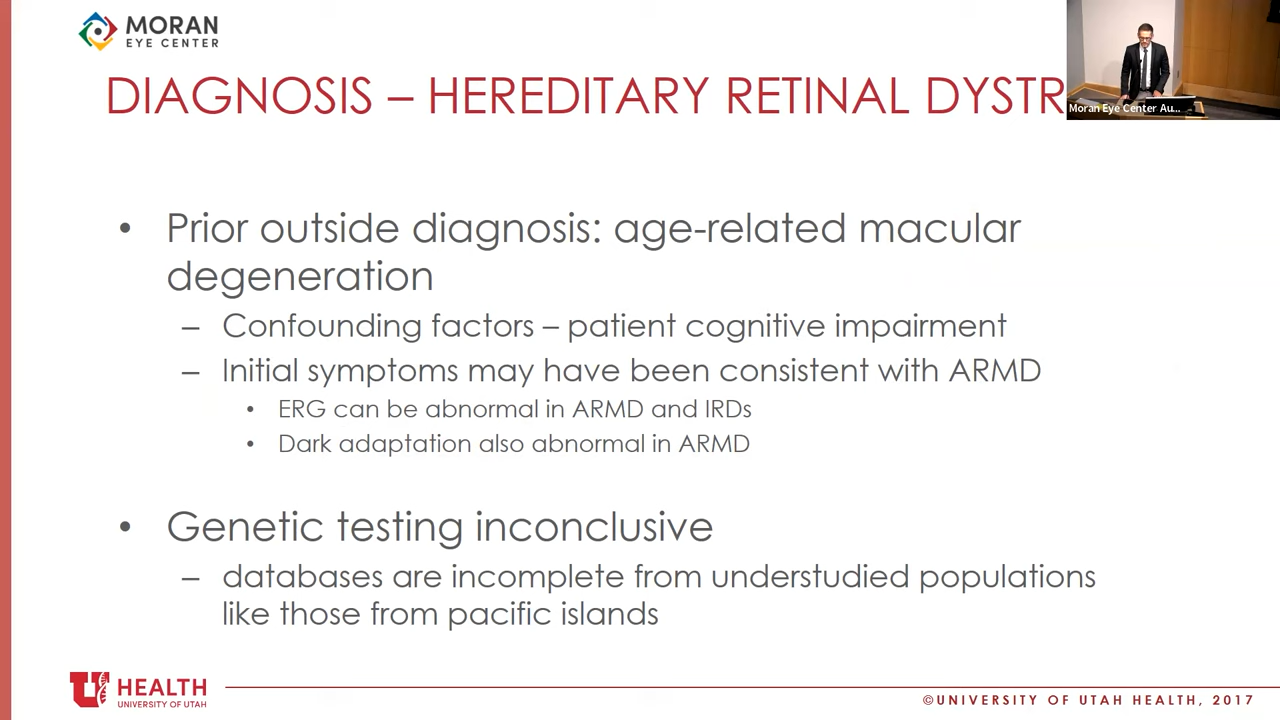 MORAN
EYE CENTER
DIAGNOSIS – HEREDITARY RETINAL DYSTR
Moran Eye Center Au...
• Prior outside diagnosis: age-related macular
degeneration
– Confounding factors – patient cognitive impairment
– Initial symptoms may have been consistent with ARMD
• ERG can be abnormal in ARMD and IRDs
• Dark adaptation also abnormal in ARMD
• Genetic testing inconclusive
– databases are incomplete from understudied populations
like those from pacific islands
U HEALTH
UNIVERSITY OF UTAH
©UNIVERSITY OF UTAH HEALTH, 2017